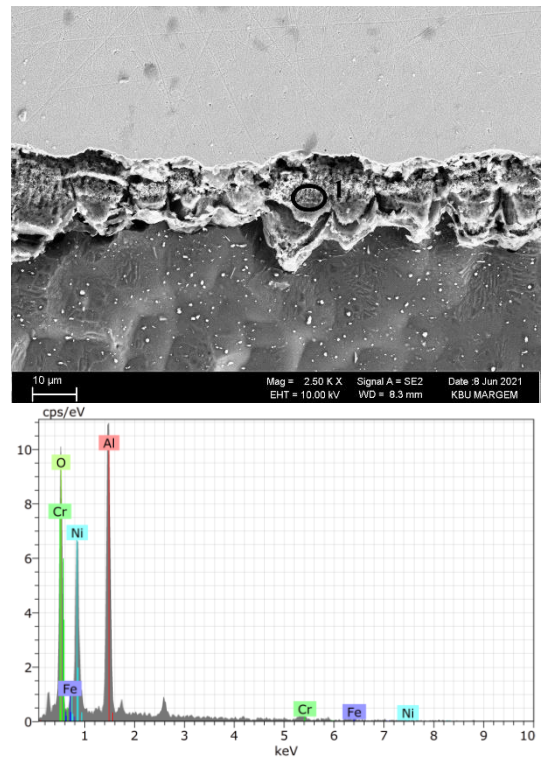 1
10 µm
Mag = 2.50 K X Signal A = SE2 Date :8 Jun 2021
EHT = 10.00 kV WD = 8.3 mm KBU MARGEM
cps/eV
10
8
6
4
2
0
O
Al
Cr
Ni
Fe
Cr
Fe
Ni
1 2 3 4 5 6 7 8 9 10
keV